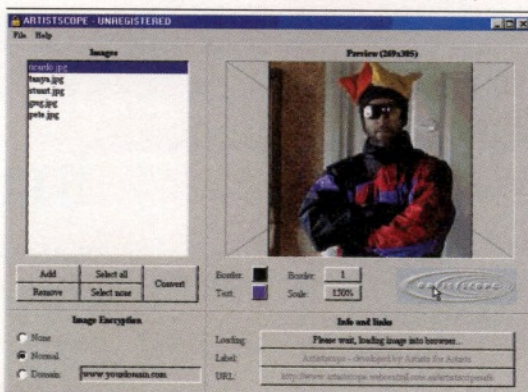 ARTISTSCOPE - UNREGISTERED
File Help
Images
Preview (269x305)
ricardo.jpg
tanya.jpg
stuart.jpg
greg.jpg
pete.jpg
Add
Select all
Convert
Remove
Select none
Border:
Border:
1
Text:
Scale:
150%
artistscope
Image Encryption
None
Normal
Domain:
www.yourdomain.com
Info and links
Loading:
Please wait, loading image into browser...
Label:
Artistscope - developed by Artists for Artists
URL: